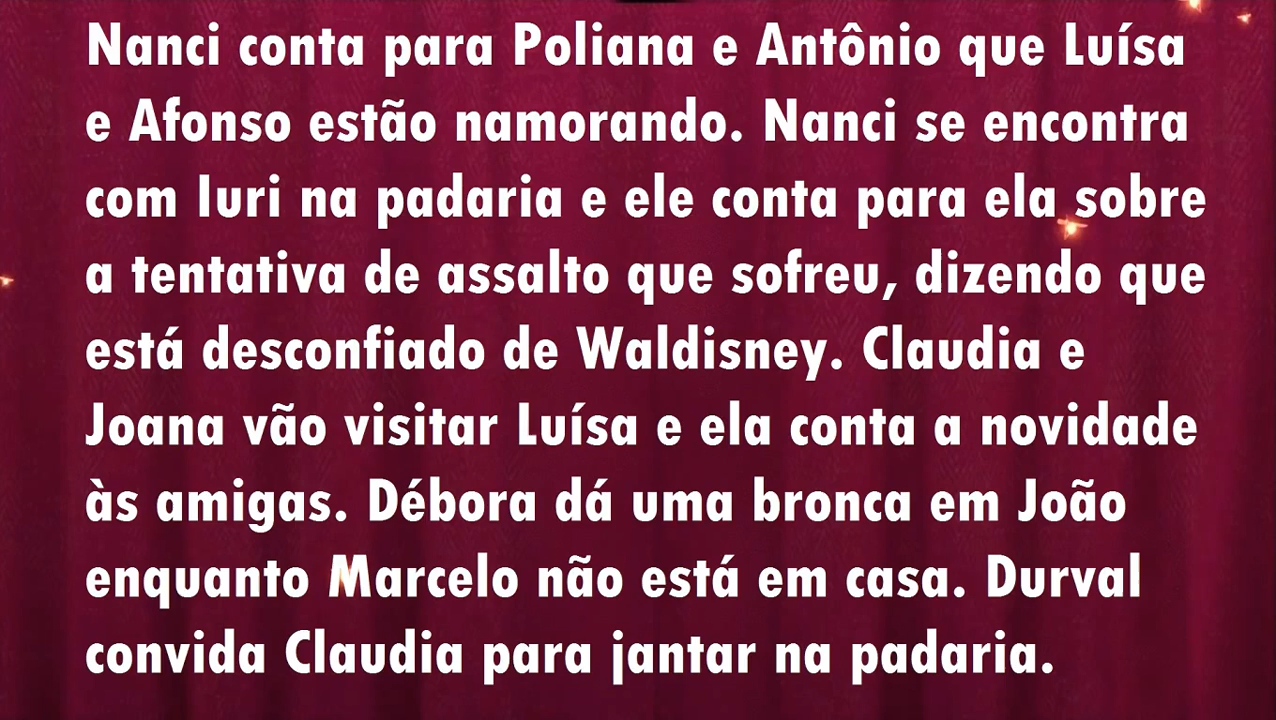 Nanci conta para Poliana e Antônio que Luísa
e Afonso estão namorando. Nanci se encontra
com Iuri na padaria e ele conta para ela sobre
a tentativa de assalto que sofreu, dizendo que
está desconfiado de Waldisney. Claudia e
Joana vão visitar Luísa e ela conta a novidade
às amigas. Débora dá uma bronca em João
enquanto Marcelo não está em casa. Durval
convida Claudia para jantar na padaria.